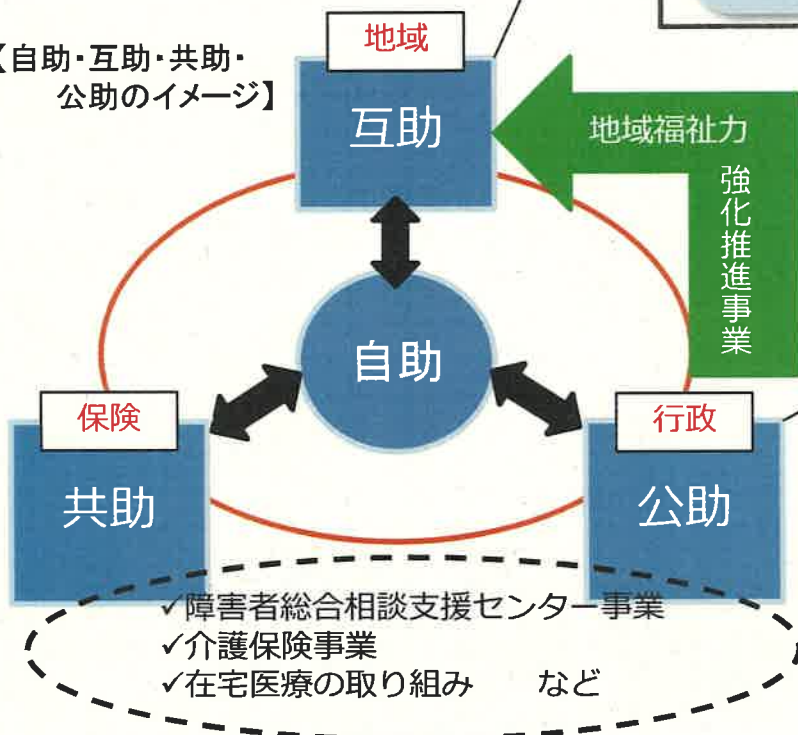 【自助・互助・共助・
公助のイメージ】
地域
互助
地域福祉力
強化推進事業
自助
保険
共助
行政
公助
✓障害者総合相談支援センター事業
✓介護保険事業
✓在宅医療の取り組み　　など